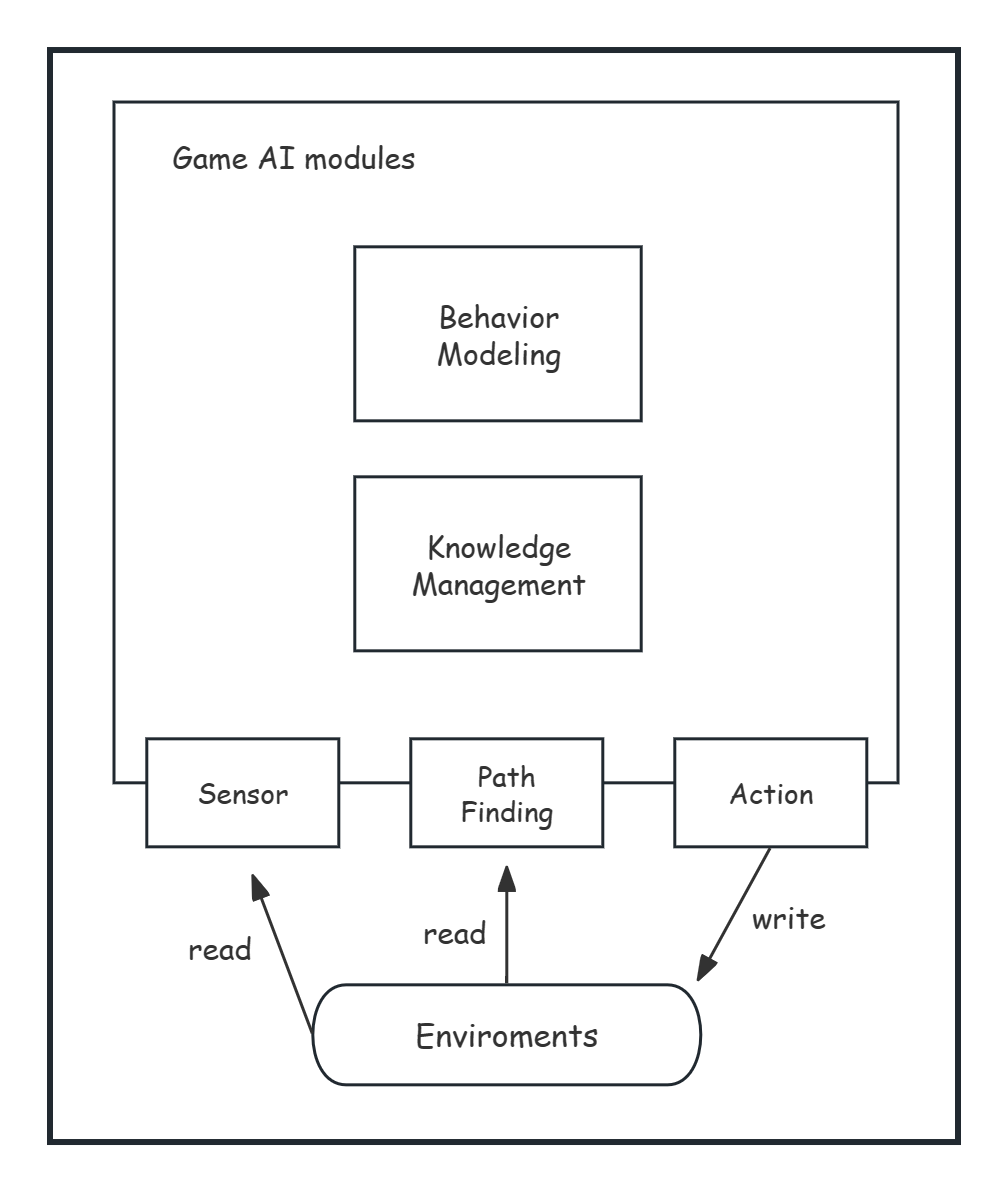 Game AI modules
Behavior
Modeling
Knowledge
Management
Sensor
Path
Finding
Action
read
read
write
Enviroments